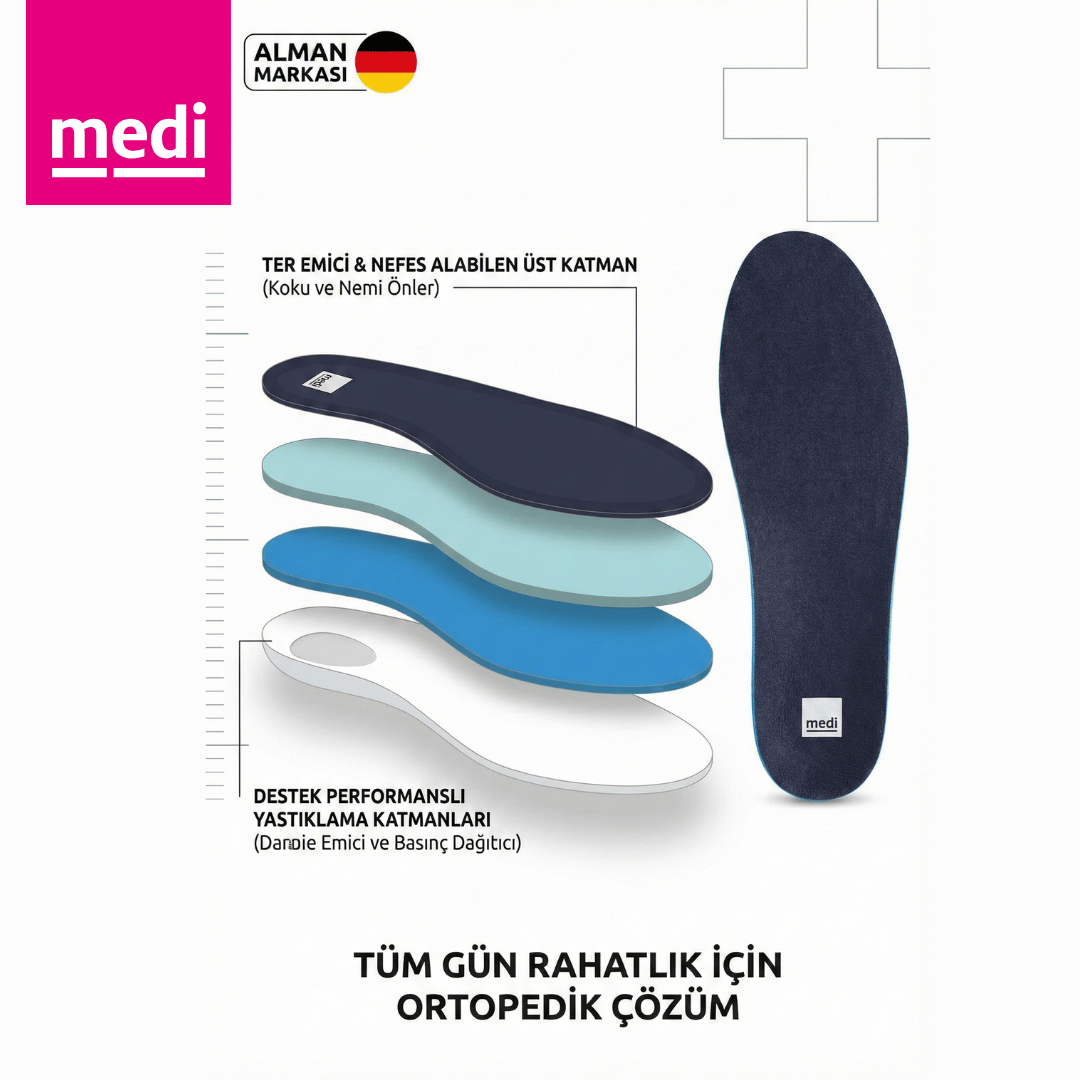 medi
ALMAN
MARKASI
TER EMİCİ & NEFES ALABİLEN ÜST KATMAN
(Koku ve Nemi Önler)
medi
medi
DESTEK PERFORMANSLI
YASTIKLAMA KATMANLARI
Emici ve Basınç Dağıtıcı)
TÜM GÜN RAHATLIK İÇİN
ORTOPEDİK ÇÖZÜM